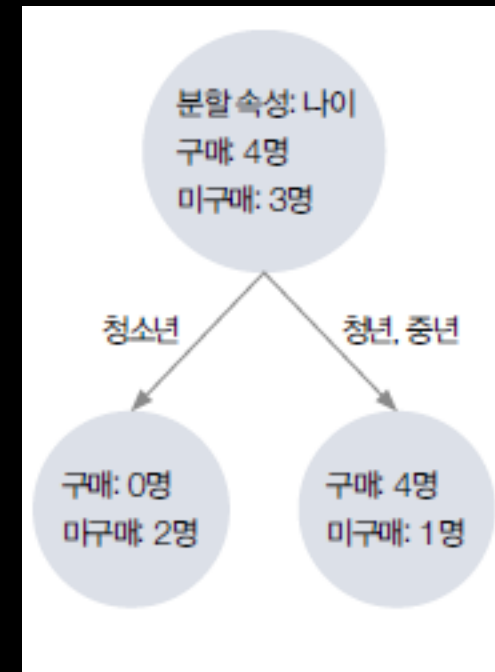 분할 속성: 나이
구매: 4명
미구매: 3명
청소년
청년, 중년
구매: 0명
미구매: 2명
구매: 4명
미구매: 1명